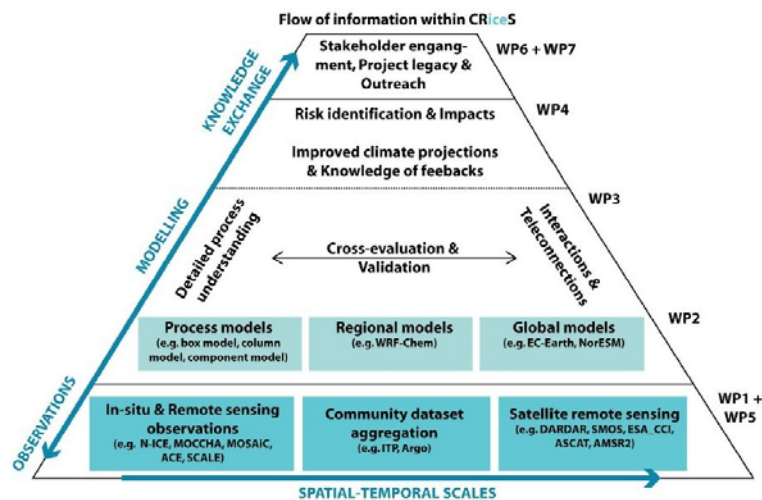 Flow of information within CRiceS
Stakeholder engang-
ment, Project legacy &
Outreach
WP6 + WP7
KNOWLEDGE
EXCHANGE
Risk identification & Impacts
WP4
Improved climate projections
& Knowledge of feebacks
WP3
MODELLING
Detailed process
understanding
Cross-evaluation &
Validation
Interactions &
Teleconnections
WP2
Process models
(e.g. box model, column
model, component model)
Regional models
(e.g. WRF-Chem)
Global models
(e.g. EC-Earth, NorESM)
WP1 +
WP5
OBSERVATIONS
In-situ & Remote sensing
observations
(e.g. N-ICE, MOCCHA, MOSAiC,
ACE, SCALE)
Community dataset
aggregation
(e.g. ITP, Argo)
Satellite remote sensing
(e.g. DARDAR, SMOS, ESA_CCI,
ASCAT, AMSR2)
SPATIAL-TEMPORAL SCALES